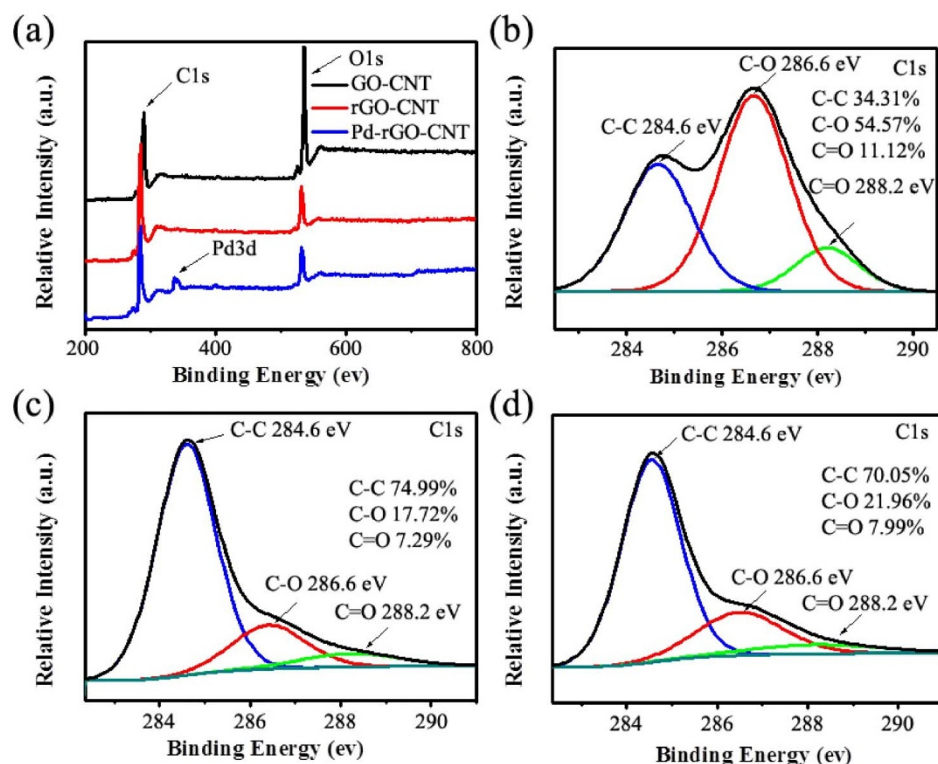 (a)
C1s
O1s
GO-CNT
rGO-CNT
Pd-rGO-CNT
Pd3d
Relative Intensity (a.u.)
200 400 600 800
Binding Energy (ev)
(b)
C-O 286.6 eV
C1s
C-C 34.31%
C-O 54.57%
C=O 11.12%
C-C 284.6 eV
C=O 288.2 eV
Relative Intensity (a.u.)
284 286 288 290
Binding Energy (ev)
(c)
C-C 284.6 eV
C1s
C-C 74.99%
C-O 17.72%
C=O 7.29%
C-O 286.6 eV
C=O 288.2 eV
Relative Intensity (a.u.)
284 286 288 290
Binding Energy (ev)
(d)
C1s
C-C 284.6 eV
C-C 70.05%
C-O 21.96%
C=O 7.99%
C-O 286.6 eV
C=O 288.2 eV
Relative Intensity (a.u.)
284 286 288 290
Binding Energy (ev)